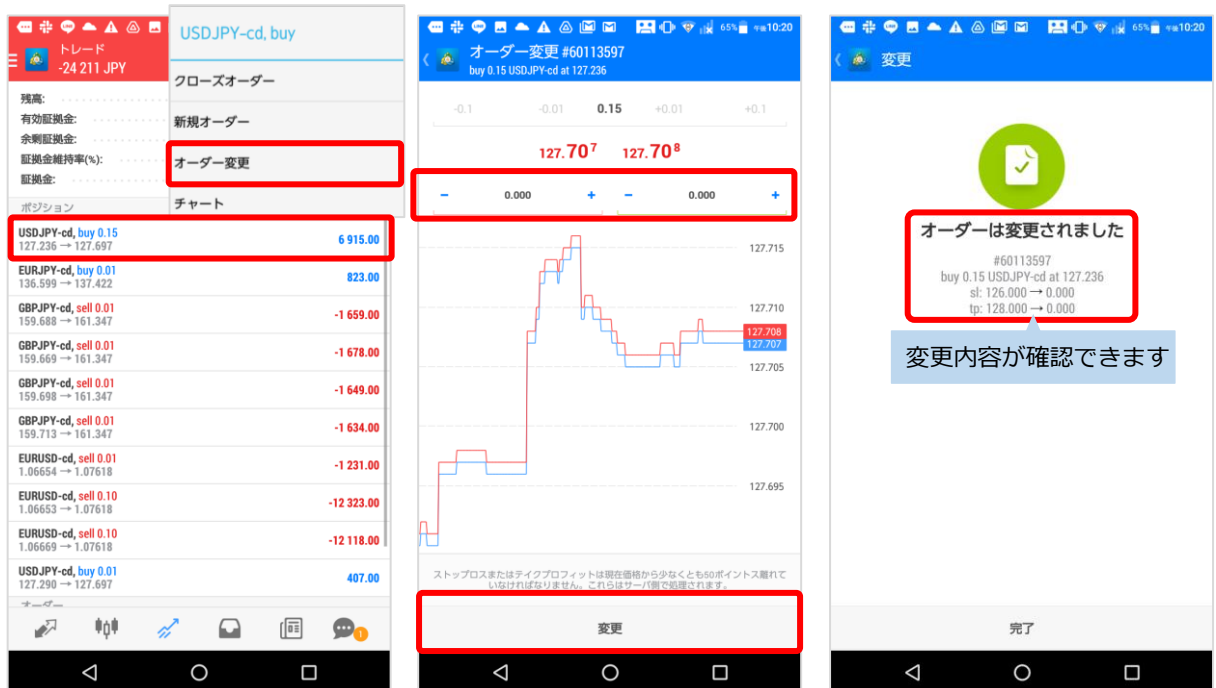 トレード
-24 211 JPY
残高:
有効証拠金:
余剰証拠金:
証拠金維持率(%):
証拠金:
ポジション
USDJPY-cd, buy
クローズオーダー
新規オーダー
オーダー変更
チャート
USDJPY-cd, buy 0.15
127.236 → 127.697
6 915.00
EURJPY-cd, buy 0.01
136.599 → 137.422
823.00
GBPJPY-cd, sell 0.01
159.688 → 161.347
-1 659.00
GBPJPY-cd, sell 0.01
159.669 → 161.347
-1 678.00
GBPJPY-cd, sell 0.01
159.698 → 161.347
-1 649.00
GBPJPY-cd, sell 0.01
159.713 → 161.347
-1 634.00
EURUSD-cd, sell 0.01
1.06654 → 1.07618
-1 231.00
EURUSD-cd, sell 0.10
1.06653 → 1.07618
-12 323.00
EURUSD-cd, sell 0.10
1.06669 → 1.07618
-12 118.00
USDJPY-cd, buy 0.01
127.290 → 127.697
407.00
オーダー
1
65% 午後10:20
オーダー変更 #60113597
buy 0.15 USDJPY-cd at 127.236
-0.1 -0.01 0.15 +0.01 +0.1
127.707 127.708
− 0.000 + − 0.000 +
127.715
127.710
127.708
127.707
127.705
127.700
127.695
ストップロスまたはテイクプロフィットは現在価格から少なくとも50ポイントス離れて
いなければなりません。これらはサーバ側で処理されます。
変更
65% 午後10:20
変更
オーダーは変更されました
#60113597
buy 0.15 USDJPY-cd at 127.236
sl: 126.000 → 0.000
tp: 128.000 → 0.000
変更内容が確認できます
完了